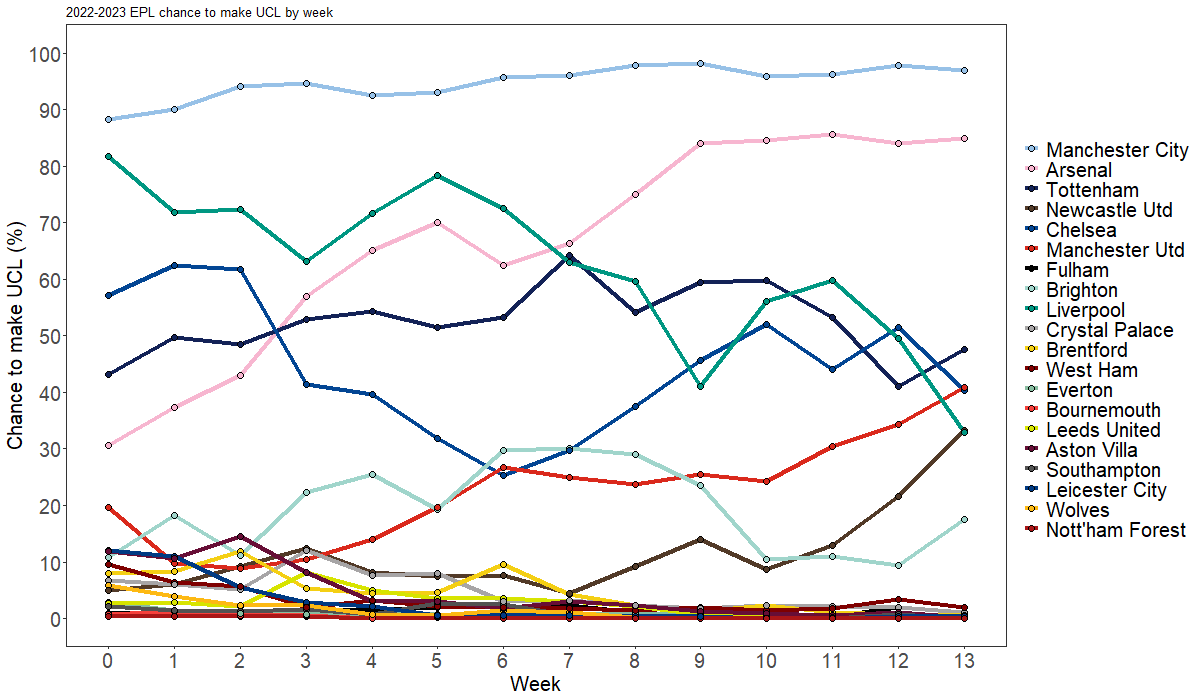 2022-2023 EPL chance to make UCL by week
Chance to make UCL (%)
100
90
80
70
60
50
40
30
20
10
0
0 1 2 3 4 5 6 7 8 9 10 11 12 13
Week
Manchester City
Arsenal
Tottenham
Newcastle Utd
Chelsea
Manchester Utd
Fulham
Brighton
Liverpool
Crystal Palace
Brentford
West Ham
Everton
Bournemouth
Leeds United
Aston Villa
Southampton
Leicester City
Wolves
Nott'ham Forest